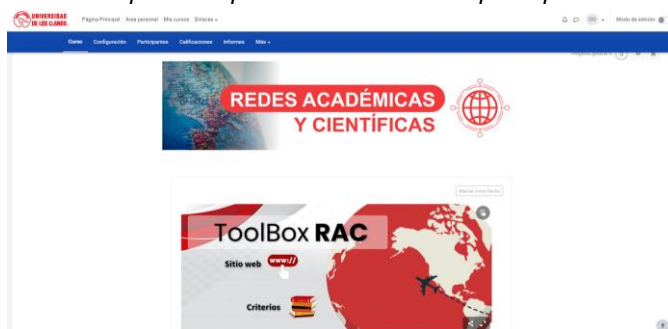 UNIVERSIDAD
DE LOS LLANOS
Página Principal Área personal Mis cursos Enlaces
Modo de edición
Curso Configuración Participantes Calificaciones Informes Más
REDES ACADÉMICAS
Y CIENTÍFICAS
Marcar como hecha
ToolBox RAC
Sitio web www://
Criterios